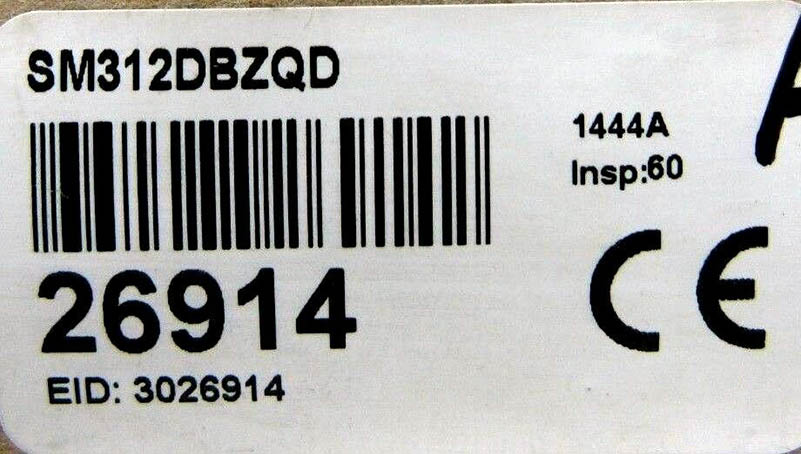 SM312DBZQD
1444A
Insp:60
26914
CE
EID: 3026914